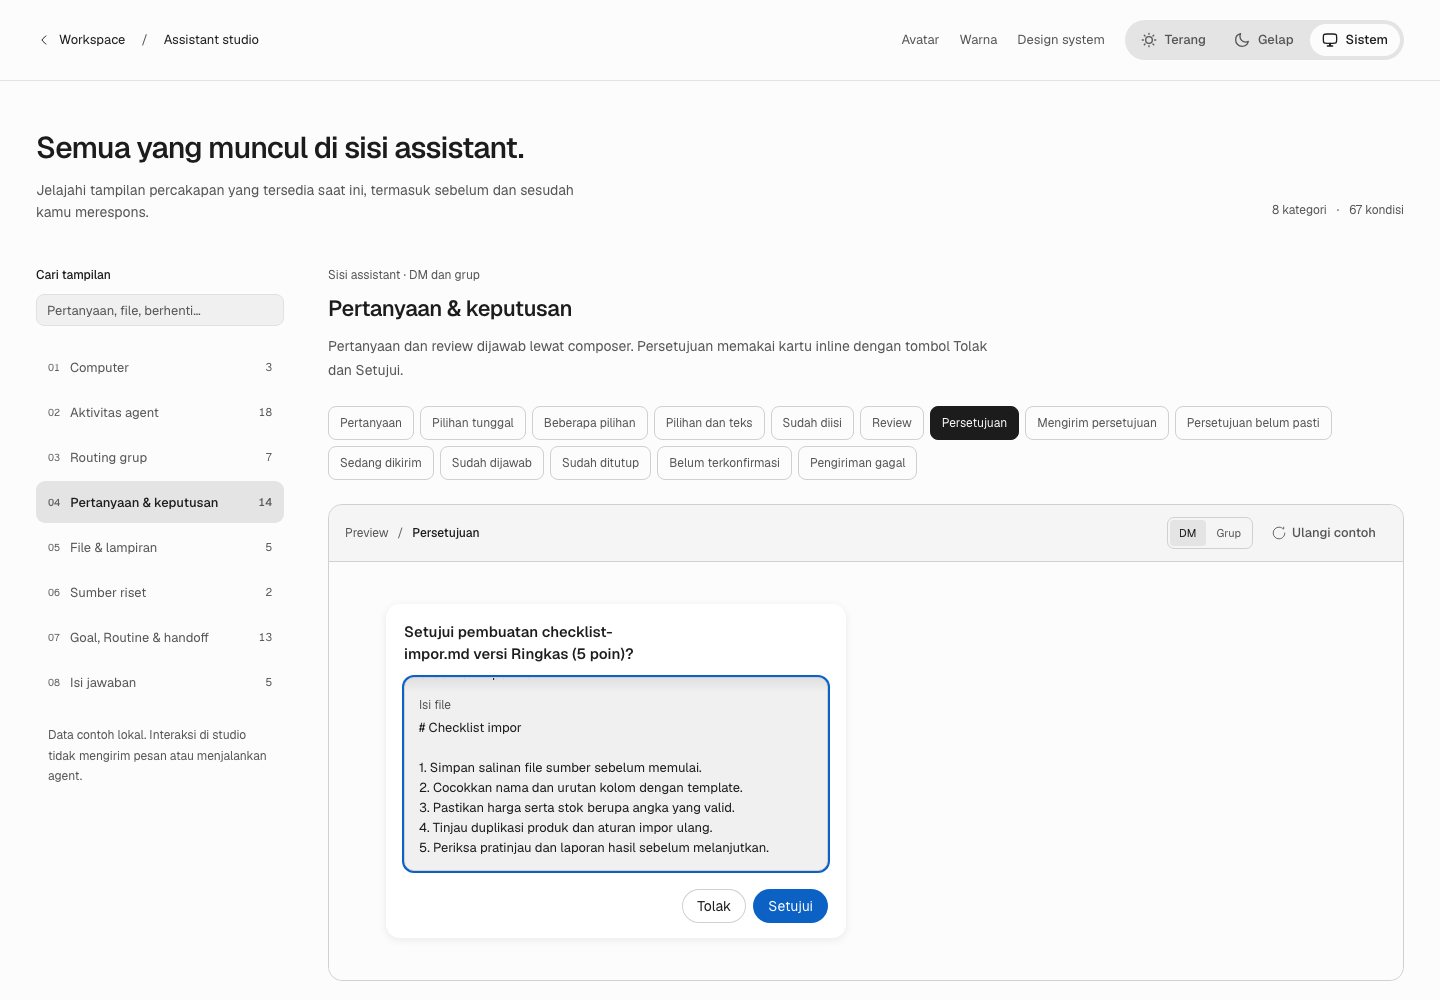 Workspace / Assistant studio
Avatar Warna Design system Terang Gelap Sistem
Semua yang muncul di sisi assistant.
Jelajahi tampilan percakapan yang tersedia saat ini, termasuk sebelum dan sesudah
kamu merespons.
8 kategori · 67 kondisi
Cari tampilan
Pertanyaan, file, berhenti...
01 Computer 3
02 Aktivitas agent 18
03 Routing grup 7
04 Pertanyaan & keputusan 14
05 File & lampiran 5
06 Sumber riset 2
07 Goal, Routine & handoff 13
08 Isi jawaban 5
Data contoh lokal. Interaksi di studio
tidak mengirim pesan atau menjalankan
agent.
Sisi assistant · DM dan grup
Pertanyaan & keputusan
Pertanyaan dan review dijawab lewat composer. Persetujuan memakai kartu inline dengan tombol Tolak
dan Setujui.
Pertanyaan Pilihan tunggal Beberapa pilihan Pilihan dan teks Sudah diisi Review Persetujuan Mengirim persetujuan Persetujuan belum pasti
Sedang dikirim Sudah dijawab Sudah ditutup Belum terkonfirmasi Pengiriman gagal
Preview / Persetujuan
DM Grup Ulangi contoh
Setujui pembuatan checklist-
impor.md versi Ringkas (5 poin)?
Isi file
# Checklist impor
1. Simpan salinan file sumber sebelum memulai.
2. Cocokkan nama dan urutan kolom dengan template.
3. Pastikan harga serta stok berupa angka yang valid.
4. Tinjau duplikasi produk dan aturan impor ulang.
5. Periksa pratinjau dan laporan hasil sebelum melanjutkan.
Tolak Setujui